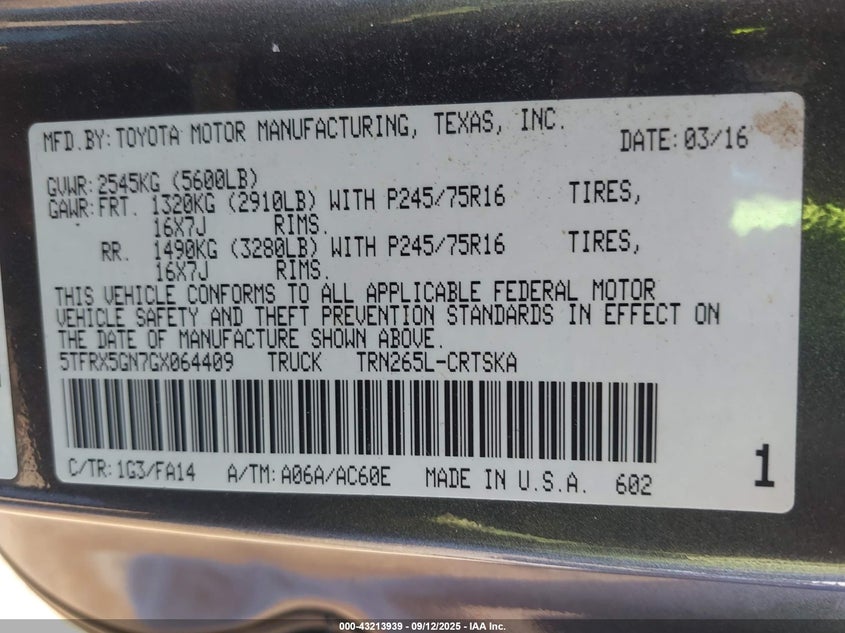 MFD.BY:TOYOTA MOTOR MANUFACTURING, TEXAS, INC.
DATE:03/16
GVWR:2545KG (5600LB)
GAWR:FRT. 1320KG (2910LB) WITH P245/75R16 TIRES,
16X7J RIMS.
RR. 1490KG (3280LB) WITH P245/75R16 TIRES,
16X7J RIMS.
THIS VEHICLE CONFORMS TO ALL APPLICABLE FEDERAL MOTOR
VEHICLE SAFETY AND THEFT PREVENTION STANDARDS IN EFFECT ON
THE DATE OF MANUFACTURE SHOWN ABOVE.
5TFRX5GN7GX064409 TRUCK TRN265L-CRTSKA
C/TR:1G3/FA14 A/TM:A06A/AC60E MADE IN U.S.A. 602
1
000-43213939 - 09/12/2025 - IAA Inc.